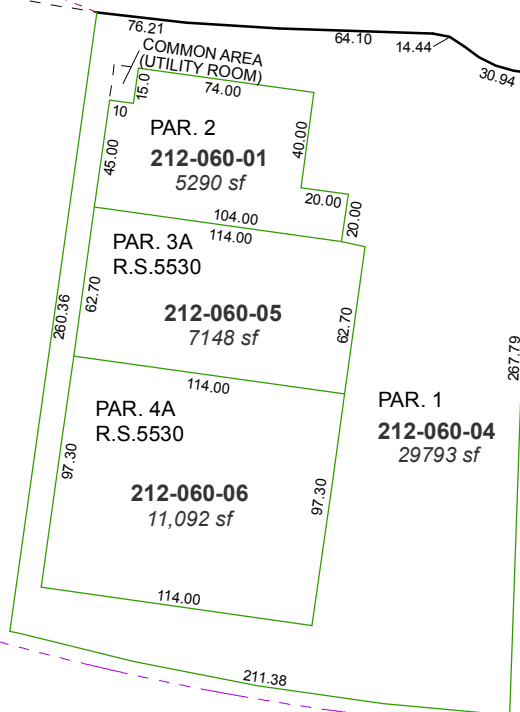 76.21
64.10
14.44
30.94
COMMON AREA
(UTILITY ROOM)
15.0
74.00
10
PAR. 2
40.00
45.00
212-060-01
5290 sf
20.00
20.00
104.00
114.00
PAR. 3A
R.S.5530
62.70
212-060-05
7148 sf
62.70
260.36
267.79
114.00
PAR. 4A
R.S.5530
PAR. 1
212-060-04
29793 sf
97.30
212-060-06
11,092 sf
97.30
114.00
211.38